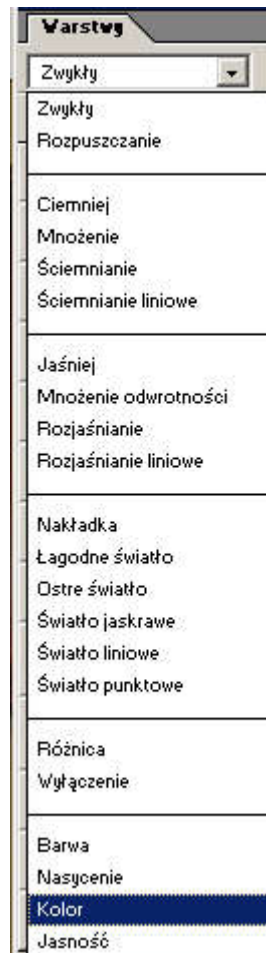 Warstwy
Zwykły
Zwykły
Rozpuszczanie
Ciemniej
Mnożenie
Ściemnianie
Ściemnianie liniowe
Jaśniej
Mnożenie odwrotności
Rozjaśnianie
Rozjaśnianie liniowe
Nakładka
Łagodne światło
Ostre światło
Światło jaskrawe
Światło liniowe
Światło punktowe
Różnica
Wyłączenie
Barwa
Nasycenie
Kolor
Jasność